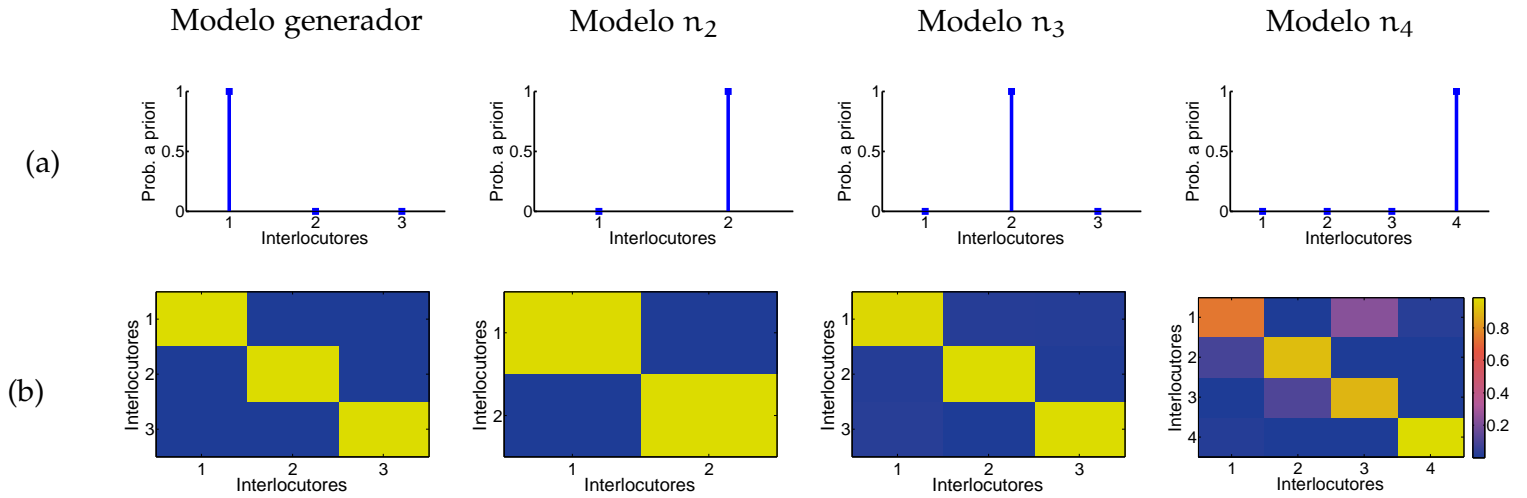 Modelo generador
Modelo n2
Modelo n3
Modelo n4
(a)
Prob. a priori
1
0.5
0
1 2 3
Interlocutores
Prob. a priori
1
0.5
0
1 2
Interlocutores
Prob. a priori
1
0.5
0
1 2 3
Interlocutores
Prob. a priori
1
0.5
0
1 2 3 4
Interlocutores
(b)
Interlocutores
1
2
3
1 2 3
Interlocutores
Interlocutores
1
2
1 2
Interlocutores
Interlocutores
1
2
3
1 2 3
Interlocutores
Interlocutores
1
2
3
4
1 2 3 4
Interlocutores
0.8
0.6
0.4
0.2